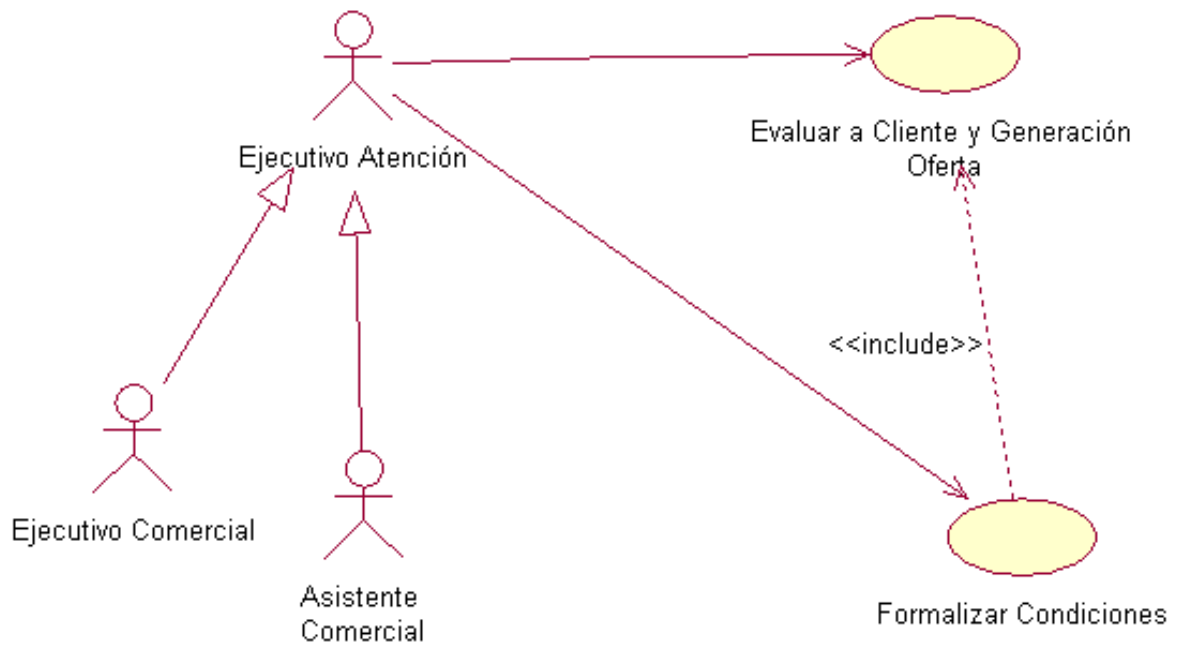 Ejecutivo Atención
Evaluar a Cliente y Generación
Oferta
<<include>>
Ejecutivo Comercial
Asistente
Comercial
Formalizar Condiciones